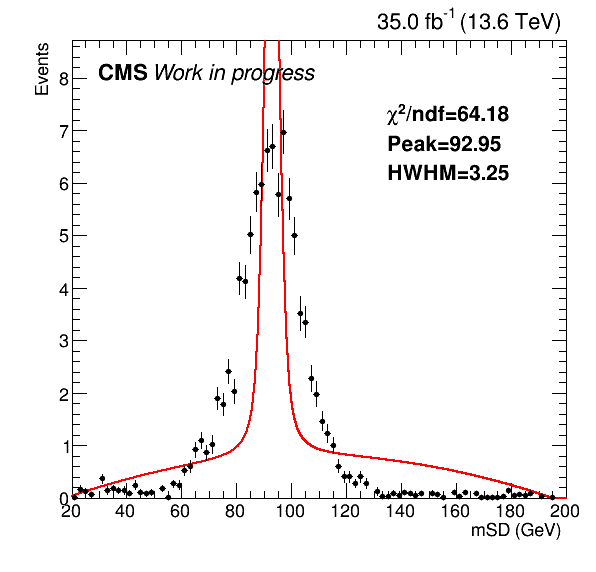 35.0 fb⁻¹ (13.6 TeV)
CMS Work in progress
χ²/ndf=64.18
Peak=92.95
HWHM=3.25
Events
8
7
6
5
4
3
2
1
0
20 40 60 80 100 120 140 160 180 200
mSD (GeV)